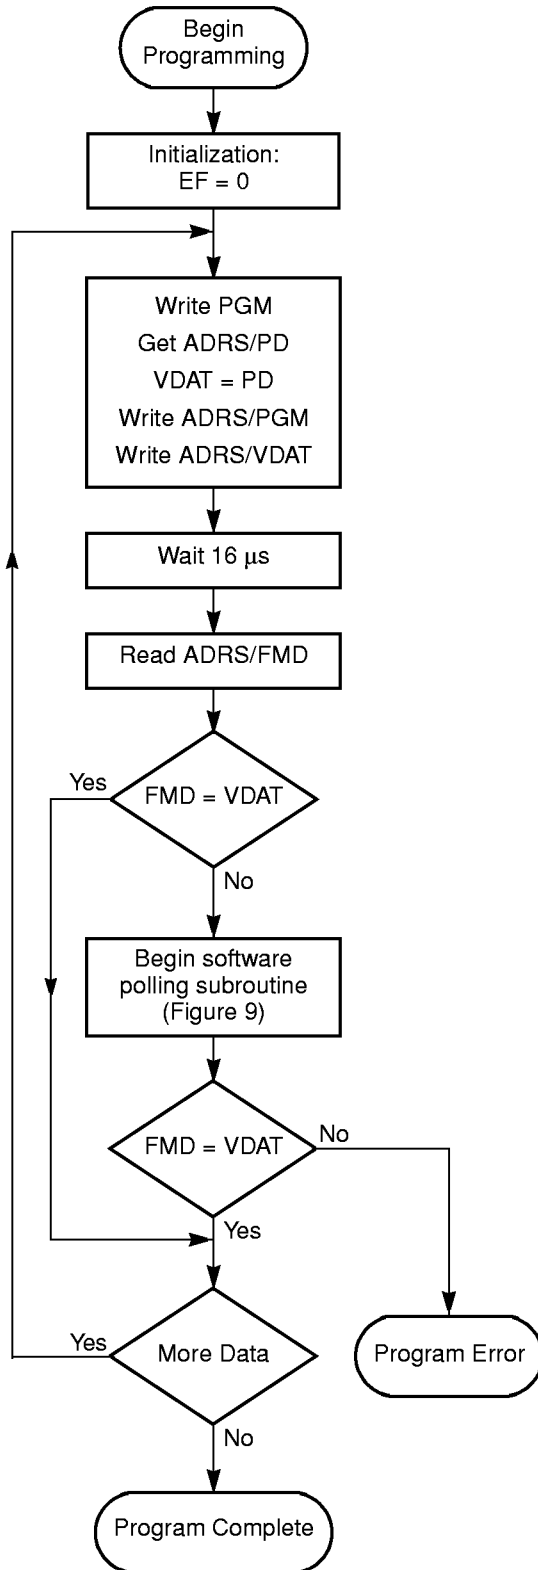 Begin
Programming
Initialization:
EF = 0
Write PGM
Get ADRS/PD
VDAT = PD
Write ADRS/PGM
Write ADRS/VDAT
Wait 16 μs
Read ADRS/FMD
Yes
FMD = VDAT
No
Begin software
polling subroutine
(Figure 9)
FMD = VDAT
No
Yes
Yes
More Data
Program Error
No
Program Complete